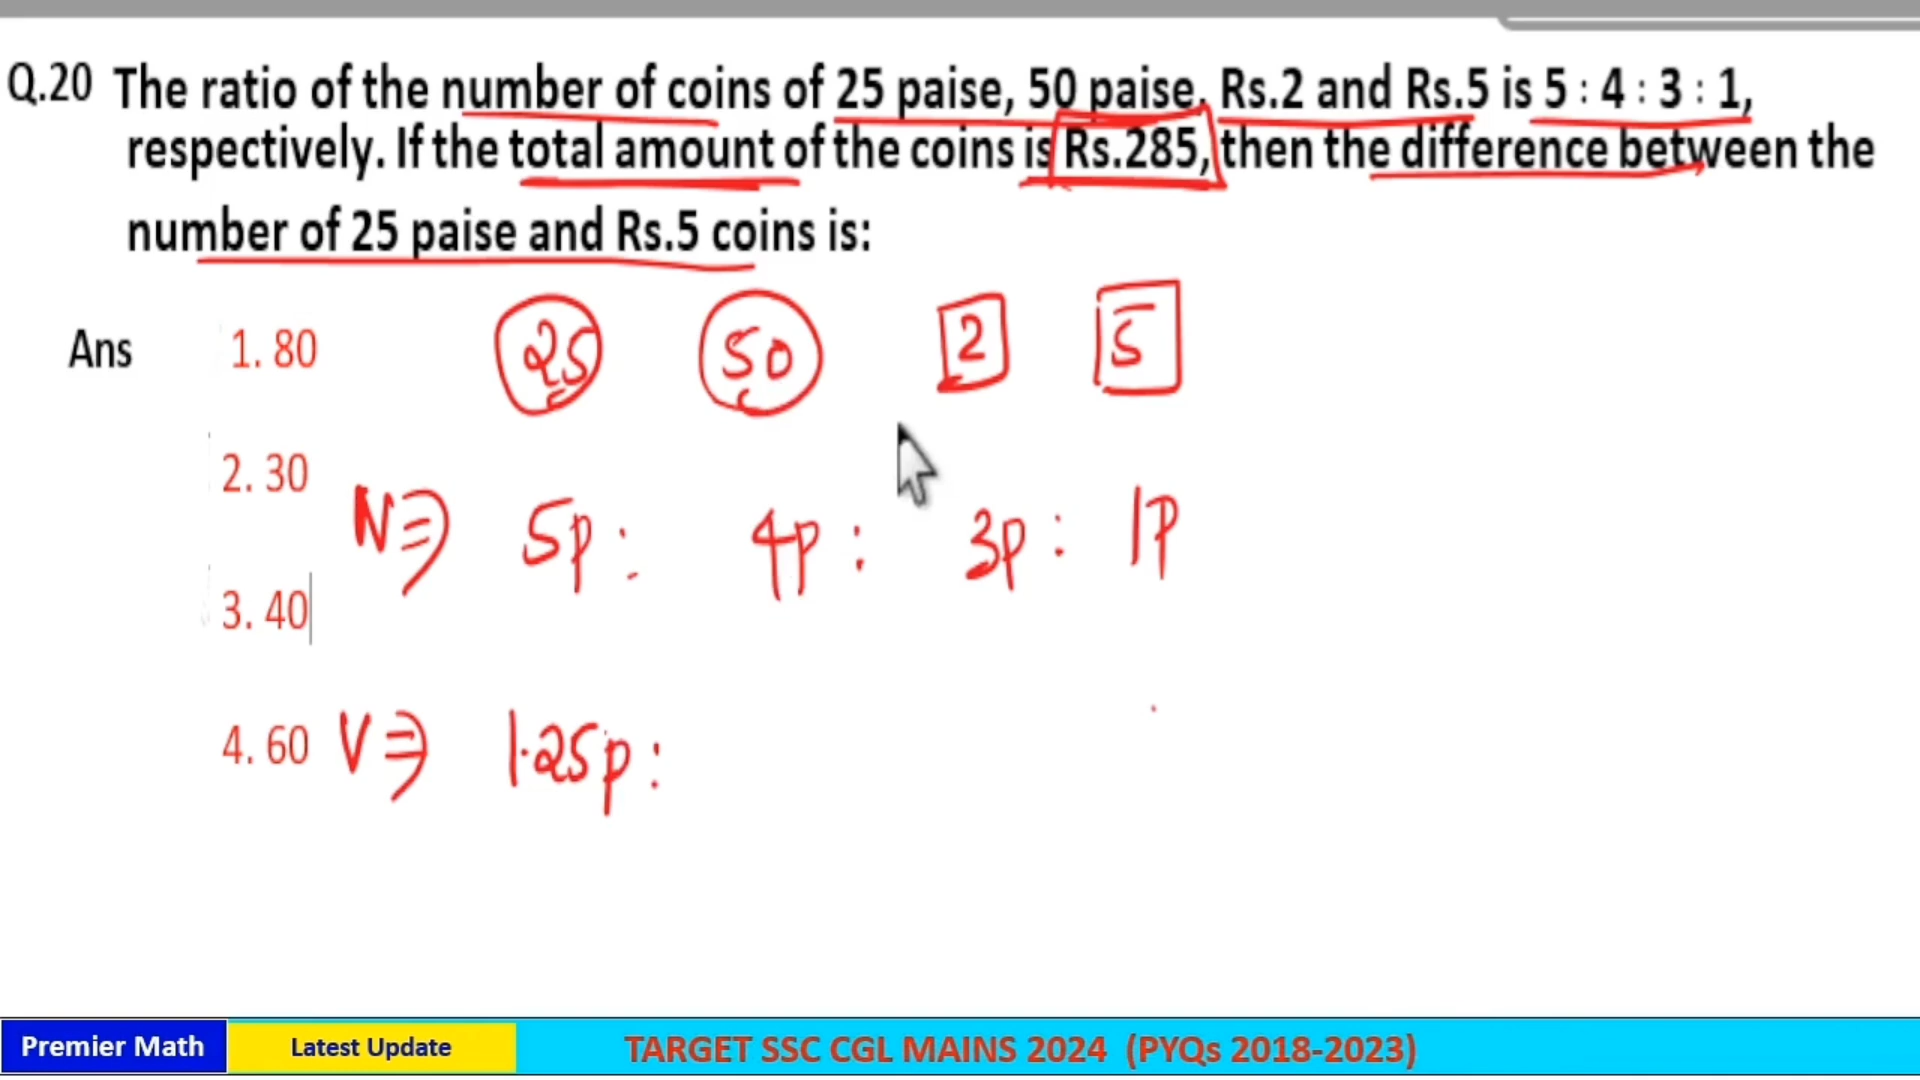 Q.20 The ratio of the number of coins of 25 paise, 50 paise, Rs.2 and Rs.5 is 5 : 4 : 3 : 1,
respectively. If the total amount of the coins is Rs.285, then the difference between the
number of 25 paise and Rs.5 coins is:
Ans 1. 80
25 50 2 5
2. 30
N⇒ 5p : 4p : 3p : 1p
3. 40
4. 60
V⇒ 1.25p :
Premier Math Latest Update TARGET SSC CGL MAINS 2024 (PYQs 2018-2023)